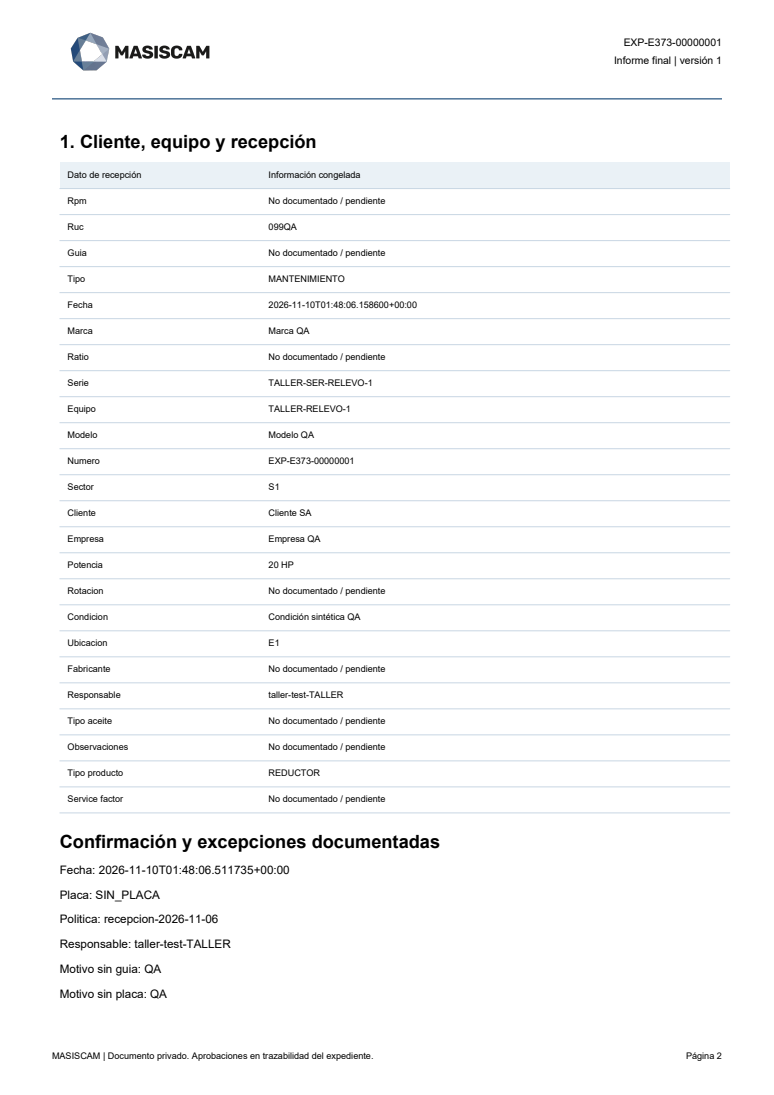 MASISCAM
EXP-E373-00000001
Informe final | versión 1
1. Cliente, equipo y recepción
Dato de recepción Información congelada
Rpm No documentado / pendiente
Ruc 099QA
Guia No documentado / pendiente
Tipo MANTENIMIENTO
Fecha 2026-11-10T01:48:06.158600+00:00
Marca Marca QA
Ratio No documentado / pendiente
Serie TALLER-SER-RELEVO-1
Equipo TALLER-RELEVO-1
Modelo Modelo QA
Numero EXP-E373-00000001
Sector S1
Cliente Cliente SA
Empresa Empresa QA
Potencia 20 HP
Rotacion No documentado / pendiente
Condicion Condición sintética QA
Ubicacion E1
Fabricante No documentado / pendiente
Responsable taller-test-TALLER
Tipo aceite No documentado / pendiente
Observaciones No documentado / pendiente
Tipo producto REDUCTOR
Service factor No documentado / pendiente
Confirmación y excepciones documentadas
Fecha: 2026-11-10T01:48:06.511735+00:00
Placa: SIN_PLACA
Politica: recepcion-2026-11-06
Responsable: taller-test-TALLER
Motivo sin guia: QA
Motivo sin placa: QA
MASISCAM | Documento privado. Aprobaciones en trazabilidad del expediente. Página 2